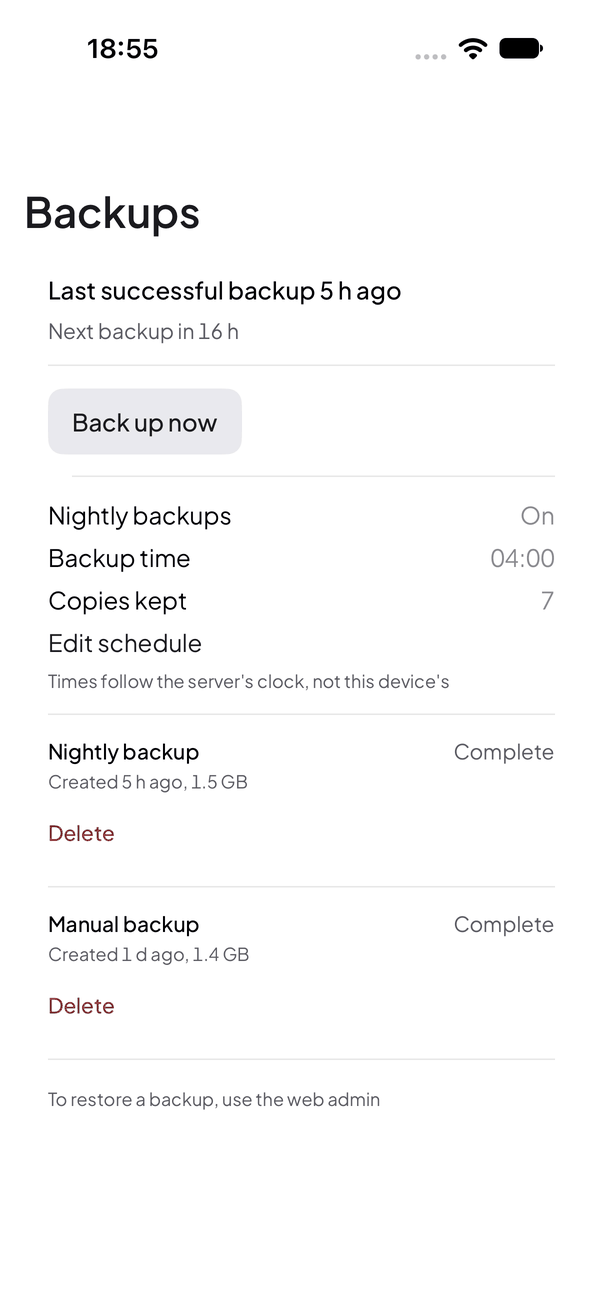 18:55
Backups
Last successful backup 5 h ago
Next backup in 16 h
Back up now
Nightly backups On
Backup time 04:00
Copies kept 7
Edit schedule
Times follow the server's clock, not this device's
Nightly backup Complete
Created 5 h ago, 1.5 GB
Delete
Manual backup Complete
Created 1 d ago, 1.4 GB
Delete
To restore a backup, use the web admin